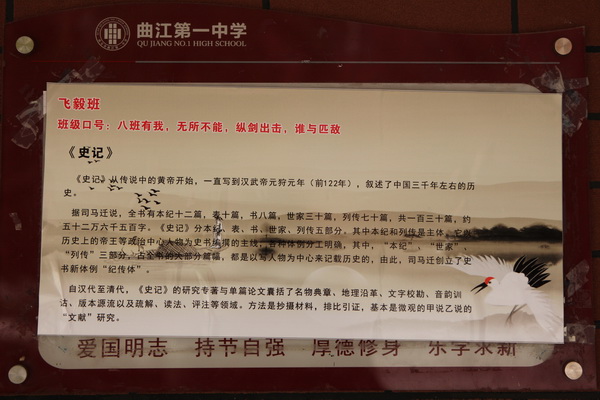 曲江第一中学
QU JIANG NO.1 HIGH SCHOOL
飞毅班
班级口号：八班有我，无所不能，纵剑出击，谁与匹敌
《史记》
《史记》从传说中的黄帝开始，一直写到汉武帝元狩元年（前122年），叙述了中国三千年左右的历
史。
据司马迁说，全书有本纪十二篇，表十篇，书八篇，世家三十篇，列传七十篇，共一百三十篇，约
五十二万六千五百字。《史记》分本纪、表、书、世家、列传五部分。其中本纪和列传是主体。它以
历史上的帝王等政治中心人物为史书编撰的主线，各种体例分工明确，其中，“本纪”、“世家”、
“列传”三部分，占全书的大部分篇幅，都是以写人物为中心来记载历史的，由此，司马迁创立了史
书新体例“纪传体”。
自汉代至清代，《史记》的研究专著与单篇论文囊括了名物典章、地理沿革、文字校勘、音韵训
诂、版本源流以及疏解、读法、评注等领域。方法是抄摄材料，排比引证，基本是微观的甲说乙说的
“文献”研究。
爱国明志 持节自强 厚德修身 乐学求新